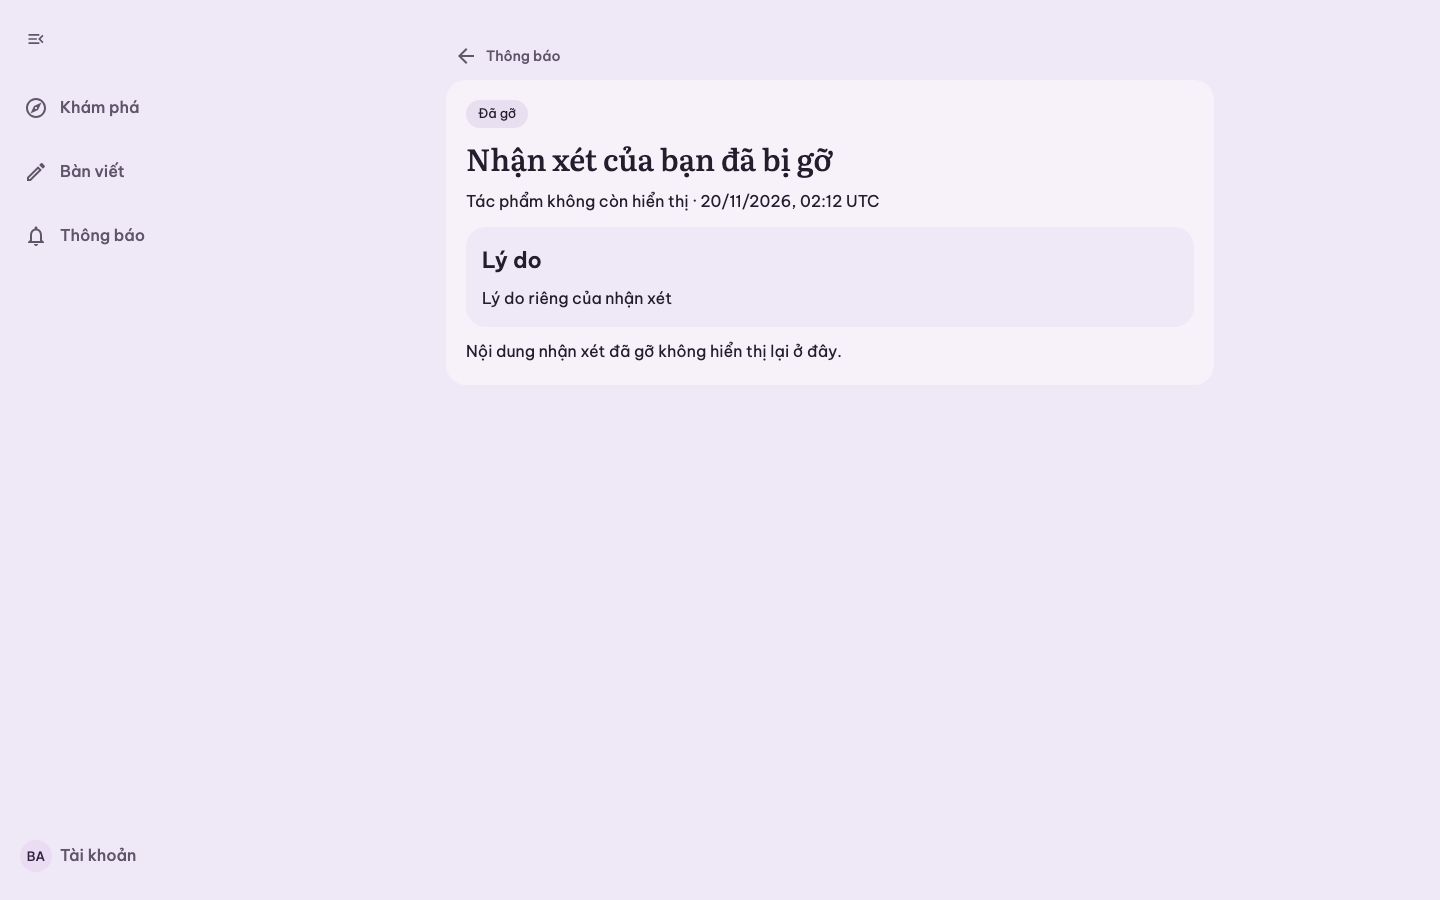 Khám phá
Bàn viết
Thông báo
Thông báo
Đã gỡ
Nhận xét của bạn đã bị gỡ
Tác phẩm không còn hiển thị · 20/11/2026, 02:12 UTC
Lý do
Lý do riêng của nhận xét
Nội dung nhận xét đã gỡ không hiển thị lại ở đây.
BA Tài khoản